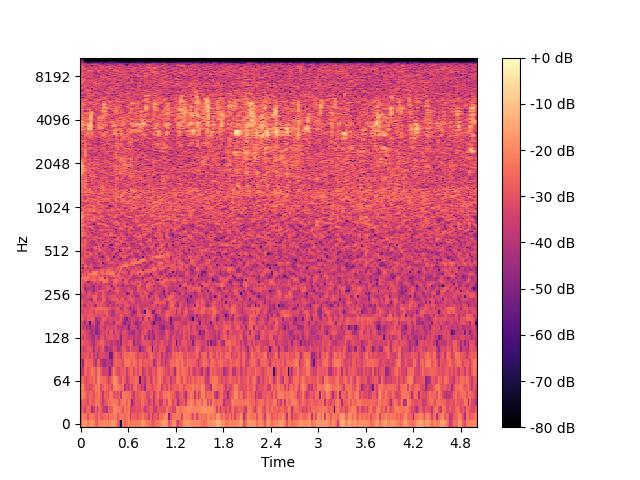 8192
4096
2048
1024
512
256
128
64
0
Hz
0 0.6 1.2 1.8 2.4 3 3.6 4.2 4.8
Time
+0 dB
-10 dB
-20 dB
-30 dB
-40 dB
-50 dB
-60 dB
-70 dB
-80 dB